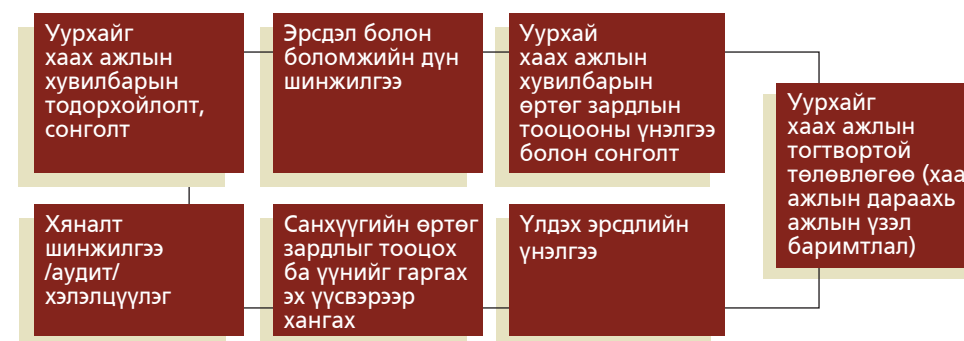 Уурхайг
хаах ажлын
хувилбарын
тодорхойлолт,
сонголт
Эрсдэл болон
боломжийн дүн
шинжилгээ
Уурхай
хаах ажлын
хувилбарын
өртөг зардлын
тооцооны үнэлгээ
болон сонголт
Уурхайг
хаах ажлын
тогтвортой
төлөвлөгөө (хаа
ажлын дараахь
ажлын үзэл
баримтлал)
Хяналт
шинжилгээ
/аудит/
хэлэлцүүлэг
Санхүүгийн өртөг
зардлыг тооцох
ба үүнийг гаргах
эх үүсвэрээр
хангах
Үлдэх эрсдлийн
үнэлгээ